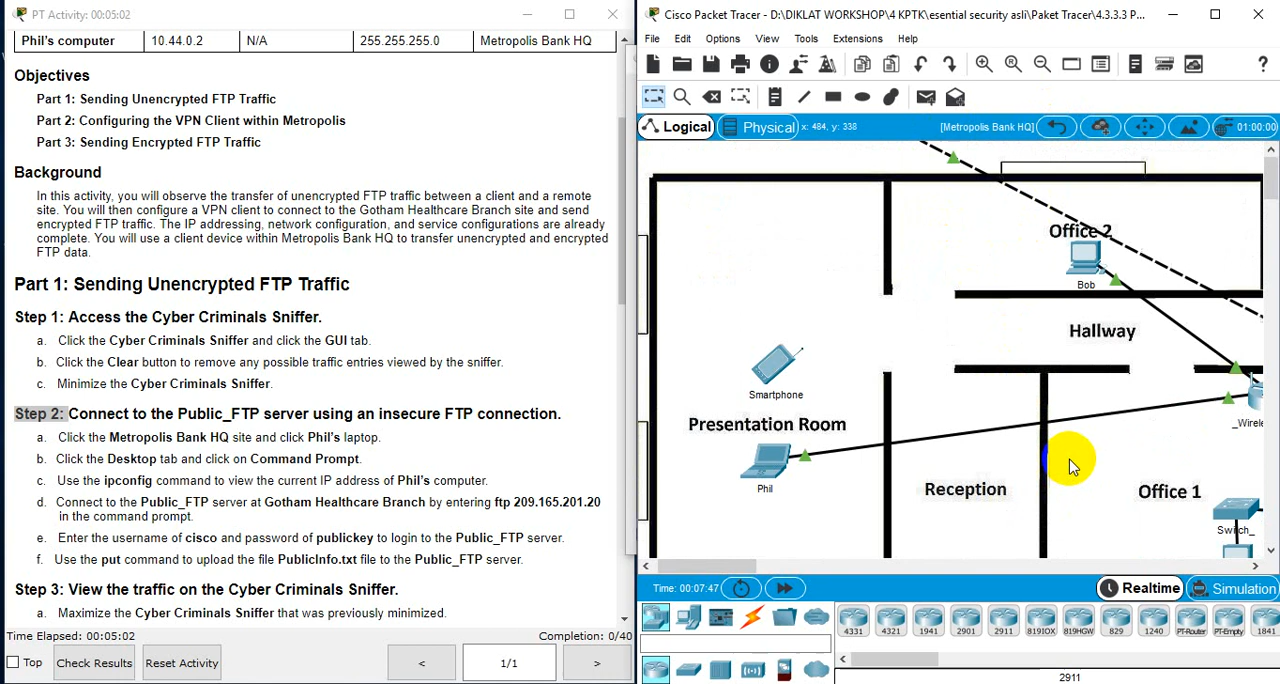 PT Activity: 00:05:02
Phil's computer 10.44.0.2 N/A 255.255.255.0 Metropolis Bank HQ
Objectives
Part 1: Sending Unencrypted FTP Traffic
Part 2: Configuring the VPN Client within Metropolis
Part 3: Sending Encrypted FTP Traffic
Background
In this activity, you will observe the transfer of unencrypted FTP traffic between a client and a remote
site. You will then configure a VPN client to connect to the Gotham Healthcare Branch site and send
encrypted FTP traffic. The IP addressing, network configuration, and service configurations are already
complete. You will use a client device within Metropolis Bank HQ to transfer unencrypted and encrypted
FTP data.
Part 1: Sending Unencrypted FTP Traffic
Step 1: Access the Cyber Criminals Sniffer.
a. Click the Cyber Criminals Sniffer and click the GUI tab.
b. Click the Clear button to remove any possible traffic entries viewed by the sniffer.
c. Minimize the Cyber Criminals Sniffer.
Step 2: Connect to the Public_FTP server using an insecure FTP connection.
a. Click the Metropolis Bank HQ site and click Phil's laptop.
b. Click the Desktop tab and click on Command Prompt.
c. Use the ipconfig command to view the current IP address of Phil's computer.
d. Connect to the Public_FTP server at Gotham Healthcare Branch by entering ftp 209.165.201.20
in the command prompt.
e. Enter the username of cisco and password of publickey to login to the Public_FTP server.
f. Use the put command to upload the file PublicInfo.txt file to the Public_FTP server.
Step 3: View the traffic on the Cyber Criminals Sniffer.
a. Maximize the Cyber Criminals Sniffer that was previously minimized.
Time Elapsed: 00:05:02 Completion: 0/40
Top Check Results Reset Activity < 1/1 >
Cisco Packet Tracer - D:\DIKLAT WORKSHOP\4 KPTK\esential security asli\Paket Tracer\4.3.3.3 P...
File Edit Options View Tools Extensions Help
?
Logical Physical x: 484, y: 338 [Metropolis Bank HQ] 01:00:00
Office 2
Bob
Hallway
Smartphone
_Wirele
Presentation Room
Phil
Reception
Office 1
Switch_
Time: 00:07:47 Realtime Simulation
4331 4321 1941 2901 2911 819IOX 819HGW 829 1240 PT-Router PT-Empty 1841
2911